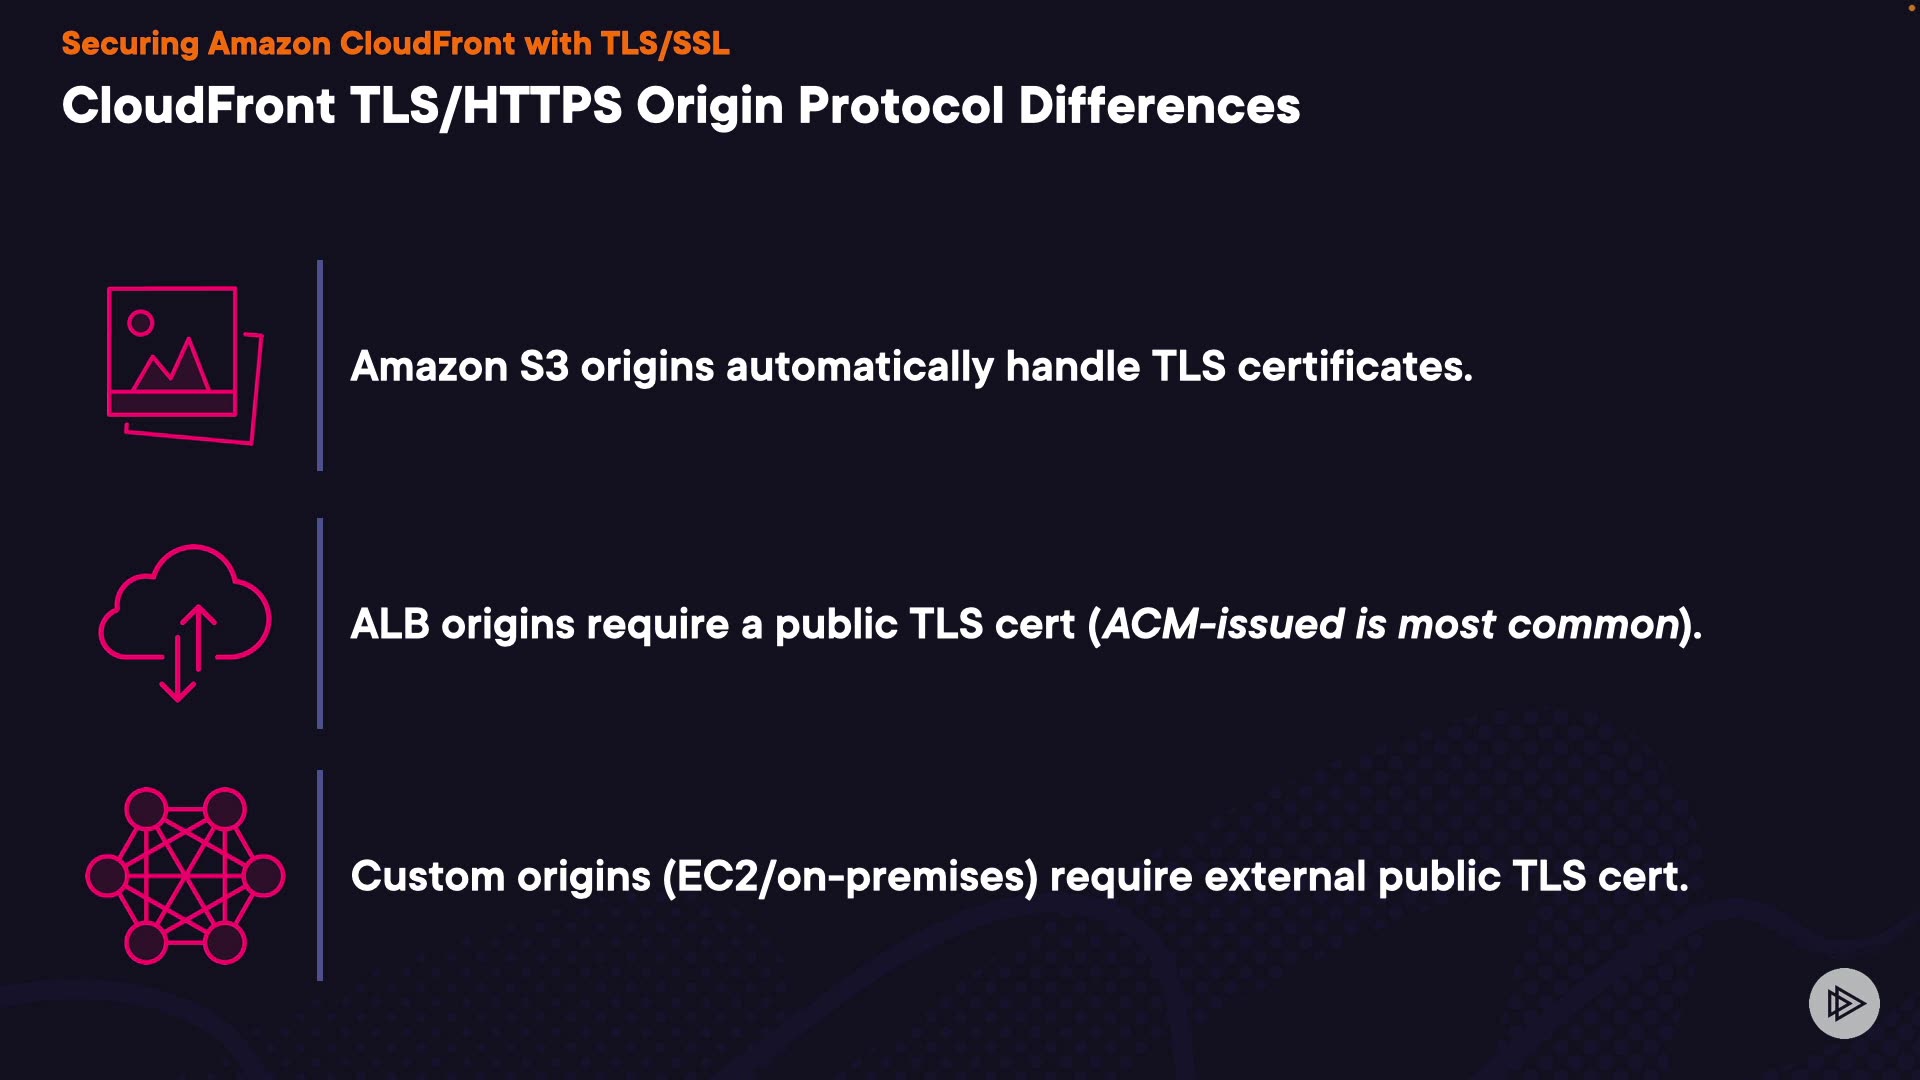 Securing Amazon CloudFront with TLS/SSL
CloudFront TLS/HTTPS Origin Protocol Differences
Amazon S3 origins automatically handle TLS certificates.
ALB origins require a public TLS cert (ACM-issued is most common).
Custom origins (EC2/on-premises) require external public TLS cert.